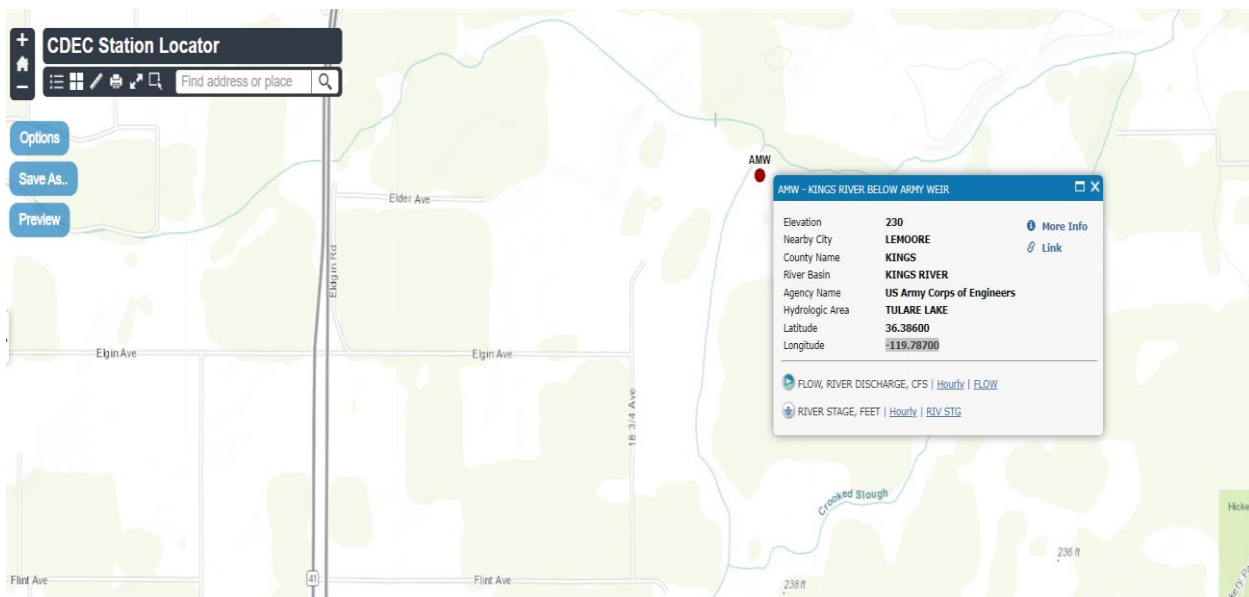 +
CDEC Station Locator
Find address or place
−
Options
Save As..
Preview
AMW
AMW - KINGS RIVER BELOW ARMY WEIR
Elevation 230
More Info
Nearby City LEMOORE
Link
County Name KINGS
River Basin KINGS RIVER
Agency Name US Army Corps of Engineers
Hydrologic Area TULARE LAKE
Latitude 36.38600
Longitude -119.78700
FLOW, RIVER DISCHARGE, CFS | Hourly | FLOW
RIVER STAGE, FEET | Hourly | RIV STG
Elder Ave
Eldgin Rd
Elgin Ave
Elgin Ave
18 3/4 Ave
Crooked Slough
236 ft
238 ft
Flint Ave
41
Flint Ave